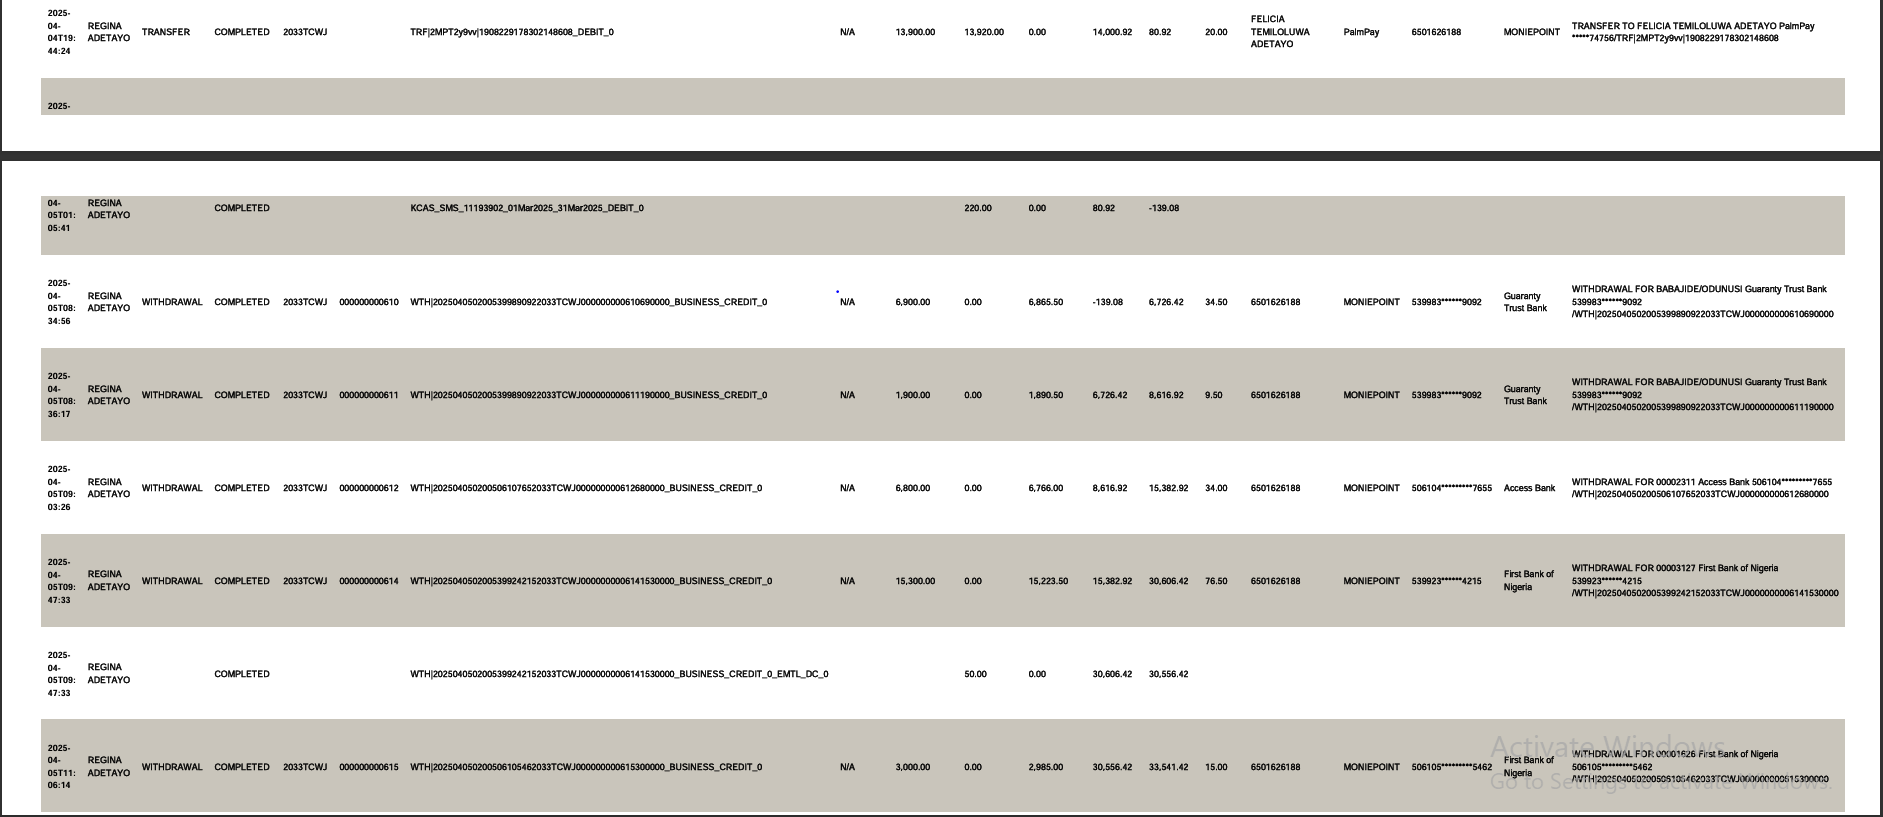 2025-
04-
04T19:
44:24
REGINA
ADETAYO
TRANSFER
COMPLETED
2033TCWJ
TRF|2MPT2y9vv|1908229178302148608_DEBIT_0
N/A
13,900.00
13,920.00
0.00
14,000.92
80.92
20.00
FELICIA
TEMILOLUWA
ADETAYO
PalmPay
6501626188
MONIEPOINT
TRANSFER TO FELICIA TEMILOLUWA ADETAYO PalmPay
*****74756/TRF|2MPT2y9vv|1908229178302148608
2025-
04-
05T01:
05:41
REGINA
ADETAYO
COMPLETED
KCAS_SMS_11193902_01Mar2025_31Mar2025_DEBIT_0
220.00
0.00
80.92
-139.08
2025-
04-
05T08:
34:56
REGINA
ADETAYO
WITHDRAWAL
COMPLETED
2033TCWJ
000000000610
WTH|2025040502005399890922033TCWJ000000000610690000_BUSINESS_CREDIT_0
N/A
6,900.00
0.00
6,865.50
-139.08
6,726.42
34.50
6501626188
MONIEPOINT
539983******9092
Guaranty
Trust Bank
WITHDRAWAL FOR BABAJIDE/ODUNUSI Guaranty Trust Bank
539983******9092
/WTH|2025040502005399890922033TCWJ000000000610690000
2025-
04-
05T08:
36:17
REGINA
ADETAYO
WITHDRAWAL
COMPLETED
2033TCWJ
000000000611
WTH|2025040502005399890922033TCWJ000000000611190000_BUSINESS_CREDIT_0
N/A
1,900.00
0.00
1,890.50
6,726.42
8,616.92
9.50
6501626188
MONIEPOINT
539983******9092
Guaranty
Trust Bank
WITHDRAWAL FOR BABAJIDE/ODUNUSI Guaranty Trust Bank
539983******9092
/WTH|2025040502005399890922033TCWJ000000000611190000
2025-
04-
05T09:
03:26
REGINA
ADETAYO
WITHDRAWAL
COMPLETED
2033TCWJ
000000000612
WTH|202504050200506107652033TCWJ000000000612680000_BUSINESS_CREDIT_0
N/A
6,800.00
0.00
6,766.00
8,616.92
15,382.92
34.00
6501626188
MONIEPOINT
506104*********7655
Access Bank
WITHDRAWAL FOR 00002311 Access Bank 506104*********7655
/WTH|202504050200506107652033TCWJ000000000612680000
2025-
04-
05T09:
47:33
REGINA
ADETAYO
WITHDRAWAL
COMPLETED
2033TCWJ
000000000614
WTH|2025040502005399242152033TCWJ0000000006141530000_BUSINESS_CREDIT_0
N/A
15,300.00
0.00
15,223.50
15,382.92
30,606.42
76.50
6501626188
MONIEPOINT
539923******4215
First Bank of
Nigeria
WITHDRAWAL FOR 00003127 First Bank of Nigeria
539923******4215
/WTH|2025040502005399242152033TCWJ0000000006141530000
2025-
04-
05T09:
47:33
REGINA
ADETAYO
COMPLETED
WTH|2025040502005399242152033TCWJ0000000006141530000_BUSINESS_CREDIT_0_EMTL_DC_0
50.00
0.00
30,606.42
30,556.42
2025-
04-
05T11:
06:14
REGINA
ADETAYO
WITHDRAWAL
COMPLETED
2033TCWJ
000000000615
WTH|202504050200506105462033TCWJ000000000615300000_BUSINESS_CREDIT_0
N/A
3,000.00
0.00
2,985.00
30,556.42
33,541.42
15.00
6501626188
MONIEPOINT
506105*********5462
First Bank of
Nigeria
WITHDRAWAL FOR 00001626 First Bank of Nigeria
506105*********5462
/WTH|202504050200506105462033TCWJ000000000615300000
Activate Windows
Go to Settings to activate Windows.